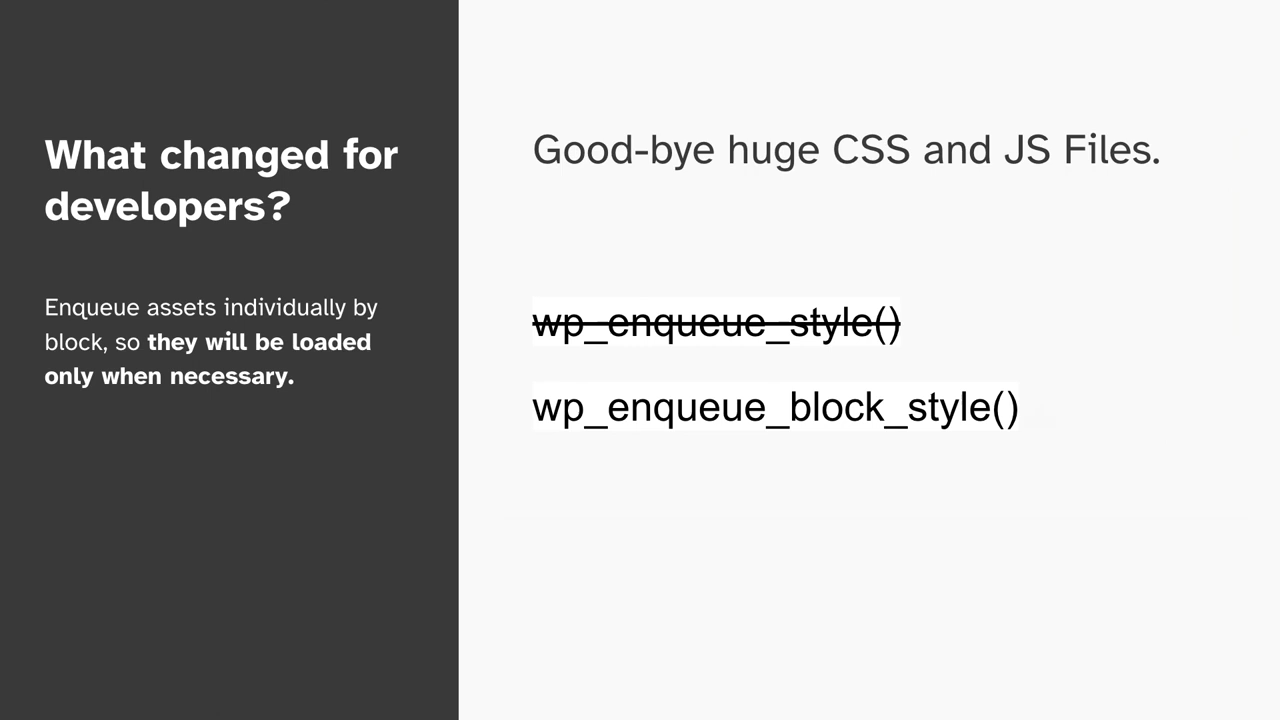 What changed for
developers?
Enqueue assets individually by
block, so they will be loaded
only when necessary.
Good-bye huge CSS and JS Files.
wp_enqueue_style()
wp_enqueue_block_style()